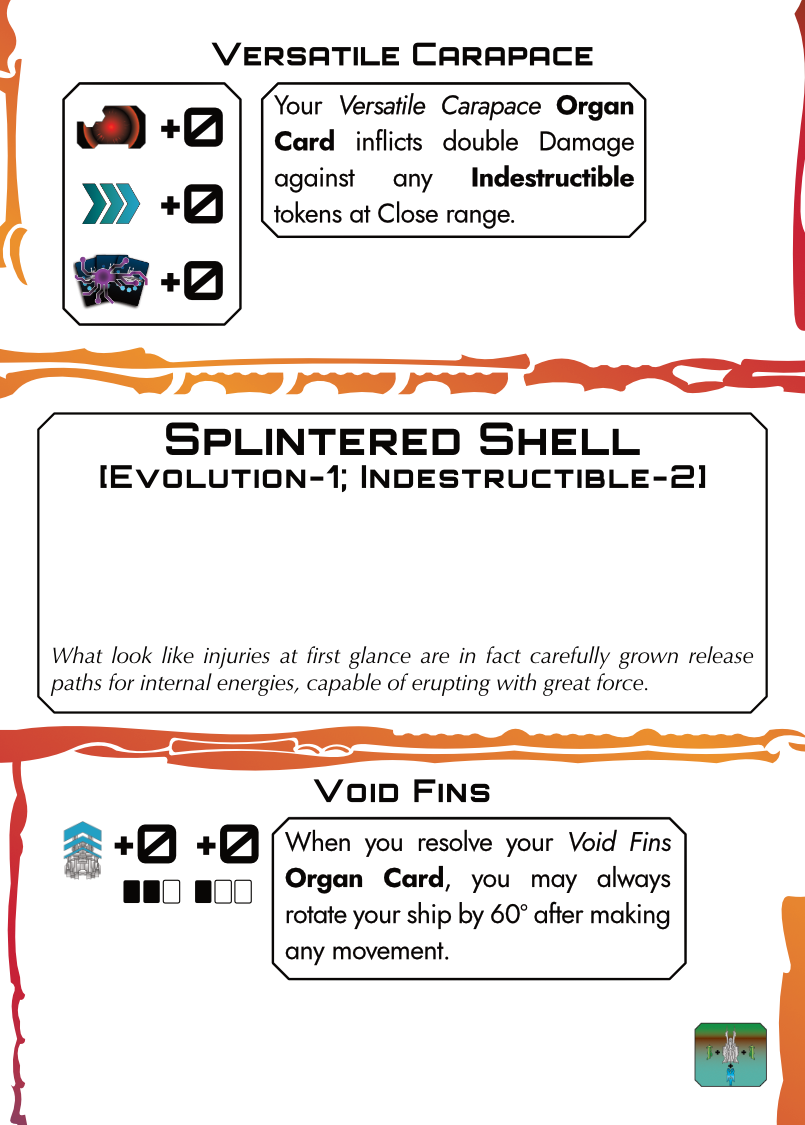 Versatile Carapace
+0
+0
+0
Your Versatile Carapace Organ
Card inflicts double Damage
against any Indestructible
tokens at Close range.
Splintered Shell
[Evolution-1; Indestructible-2]
What look like injuries at first glance are in fact carefully grown release
paths for internal energies, capable of erupting with great force.
Void Fins
+0 +0
When you resolve your Void Fins
Organ Card, you may always
rotate your ship by 60° after making
any movement.